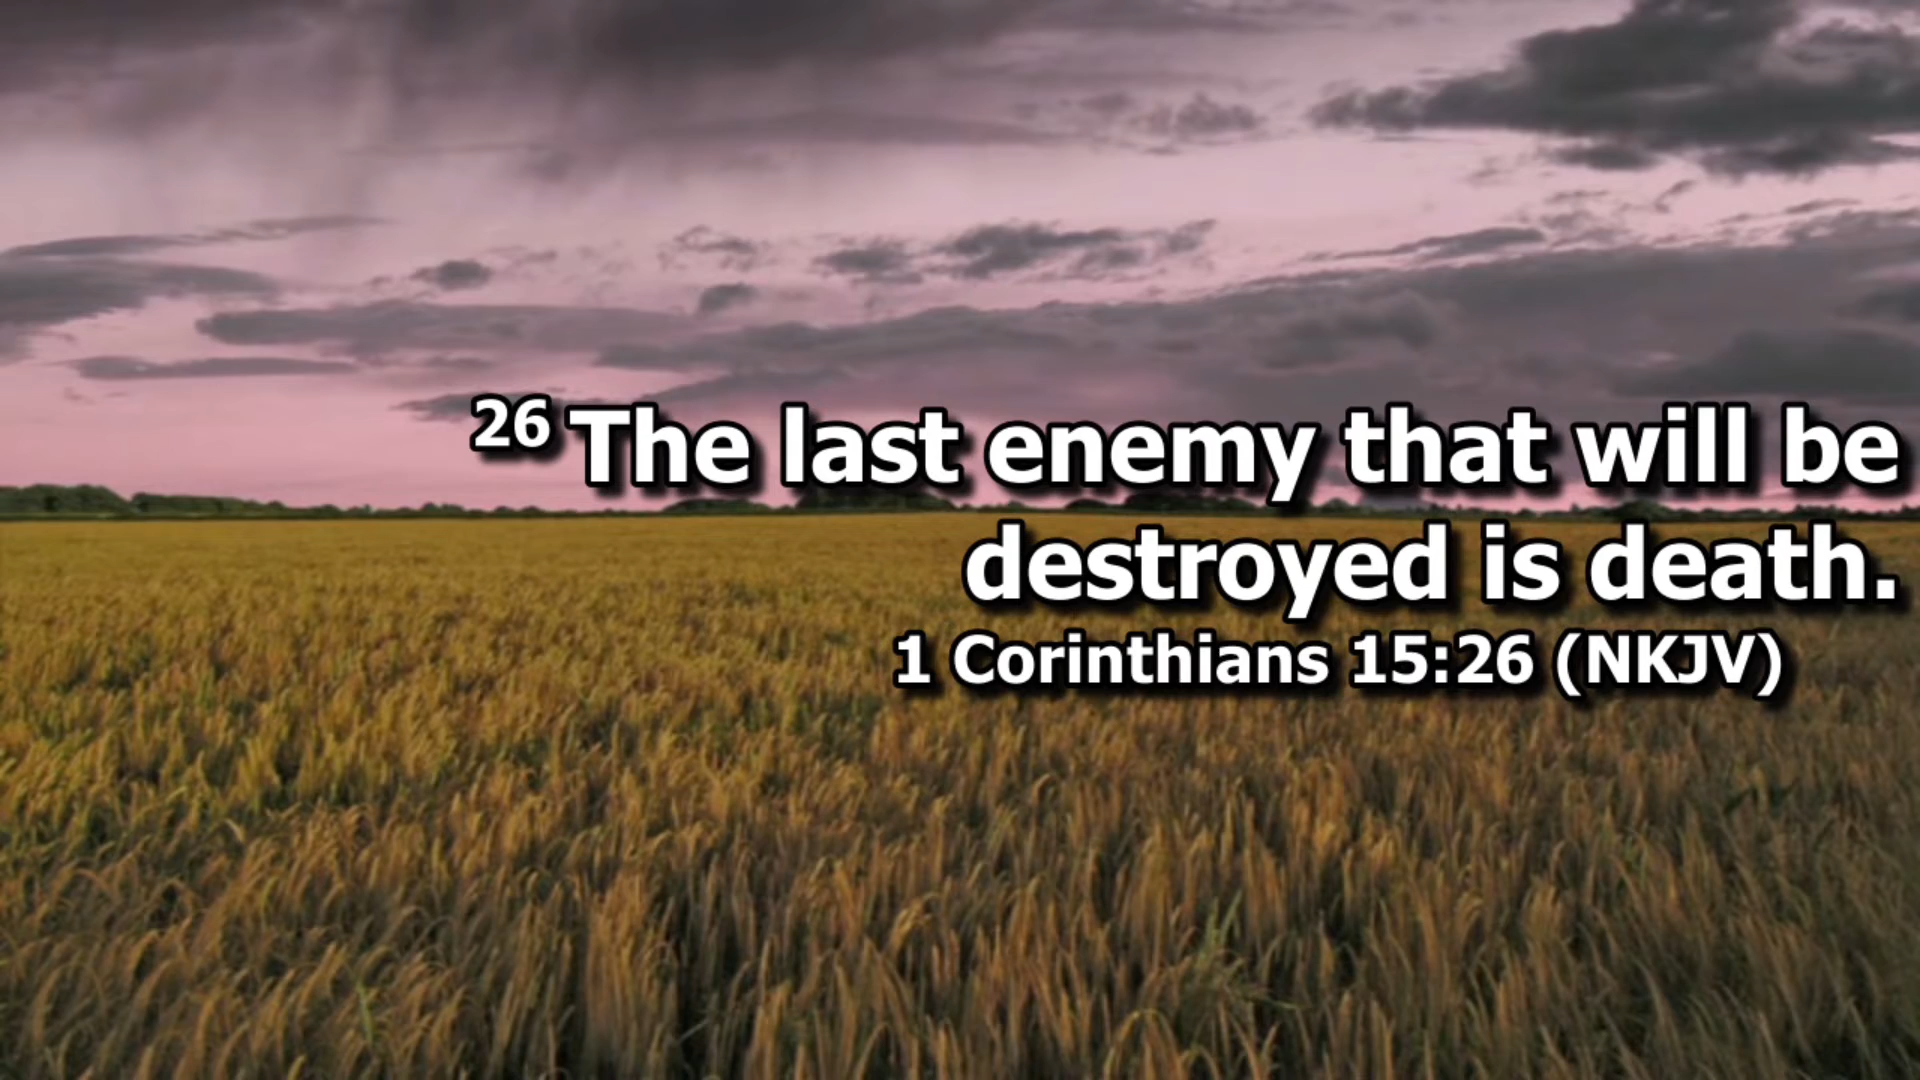 26 The last enemy that will be
destroyed is death.
1 Corinthians 15:26 (NKJV)